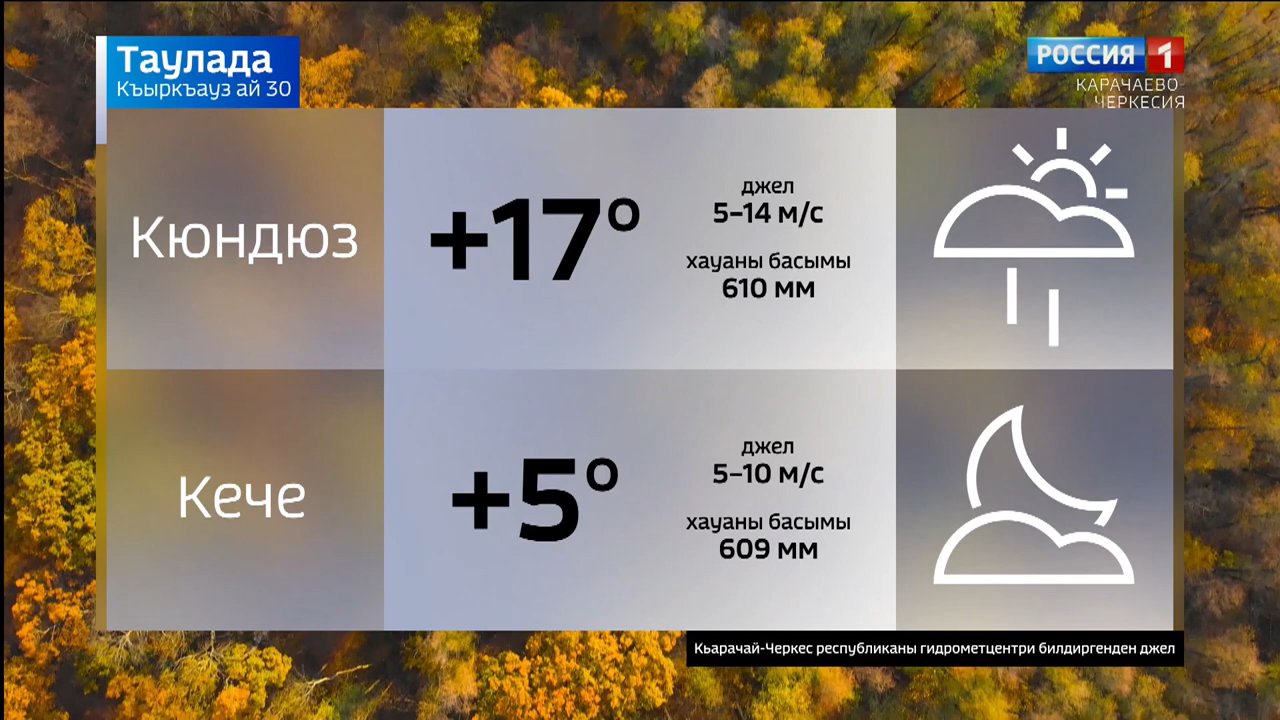 Таулада
Къыркъауз ай 30
РОССИЯ 1
КАРАЧАЕВО-
ЧЕРКЕСИЯ
Кюндюз
+17°
джел
5–14 м/с
хауаны басымы
610 мм
Кече
+5°
джел
5–10 м/с
хауаны басымы
609 мм
Кьарачай-Черкес республиканы гидрометцентри билдиргенден джел